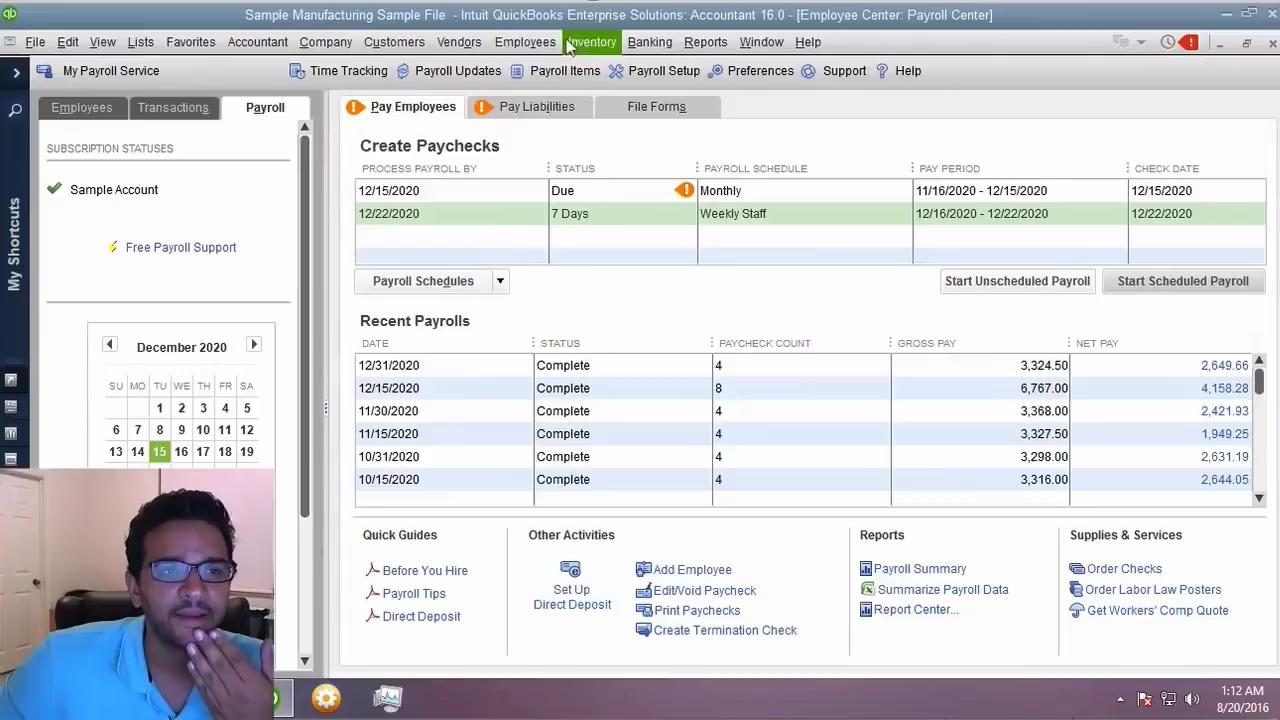 Sample Manufacturing Sample File - Intuit QuickBooks Enterprise Solutions: Accountant 16.0 - [Employee Center: Payroll Center]
File Edit View Lists Favorites Accountant Company Customers Vendors Employees Inventory Banking Reports Window Help
My Payroll Service Time Tracking Payroll Updates Payroll Items Payroll Setup Preferences Support Help
My Shortcuts
Employees Transactions Payroll
SUBSCRIPTION STATUSES
Sample Account
Free Payroll Support
December 2020
SU MO TU WE TH FR SA
1 2 3 4 5
6 7 8 9 10 11 12
13 14 15 16 17 18 19
Pay Employees Pay Liabilities File Forms
Create Paychecks
PROCESS PAYROLL BY STATUS PAYROLL SCHEDULE PAY PERIOD CHECK DATE
12/15/2020 Due Monthly 11/16/2020 - 12/15/2020 12/15/2020
12/22/2020 7 Days Weekly Staff 12/16/2020 - 12/22/2020 12/22/2020
Payroll Schedules Start Unscheduled Payroll Start Scheduled Payroll
Recent Payrolls
DATE STATUS PAYCHECK COUNT GROSS PAY NET PAY
12/31/2020 Complete 4 3,324.50 2,649.66
12/15/2020 Complete 8 6,767.00 4,158.28
11/30/2020 Complete 4 3,368.00 2,421.93
11/15/2020 Complete 4 3,327.50 1,949.25
10/31/2020 Complete 4 3,298.00 2,631.19
10/15/2020 Complete 4 3,316.00 2,644.05
Quick Guides
Before You Hire
Payroll Tips
Direct Deposit
Other Activities
Set Up
Direct Deposit
Add Employee
Edit/Void Paycheck
Print Paychecks
Create Termination Check
Reports
Payroll Summary
Summarize Payroll Data
Report Center...
Supplies & Services
Order Checks
Order Labor Law Posters
Get Workers' Comp Quote
1:12 AM
8/20/2016